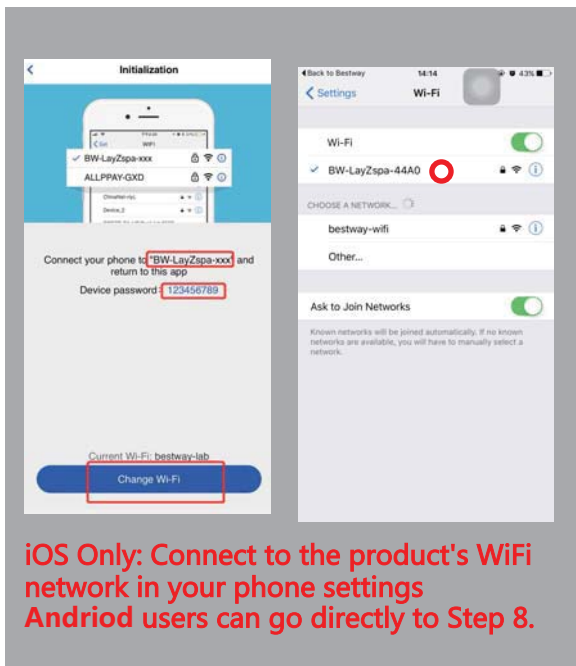 Initialization
BW-LayZspa-xxx
ALLPPAY-GXD
ChinaNet-nyL
Device_2
Connect your phone to "BW-LayZspa-xxx" and
return to this app
Device password: 123456789
Current Wi-Fi: bestway-lab
Change Wi-Fi
Back to Bestway 14:14 43%
Settings Wi-Fi
Wi-Fi
BW-LayZspa-44A0
CHOOSE A NETWORK...
bestway-wifi
Other...
Ask to Join Networks
Known networks will be joined automatically. If no known
networks are available, you will have to manually select a
network.
iOS Only: Connect to the product's WiFi
network in your phone settings
Andriod users can go directly to Step 8.